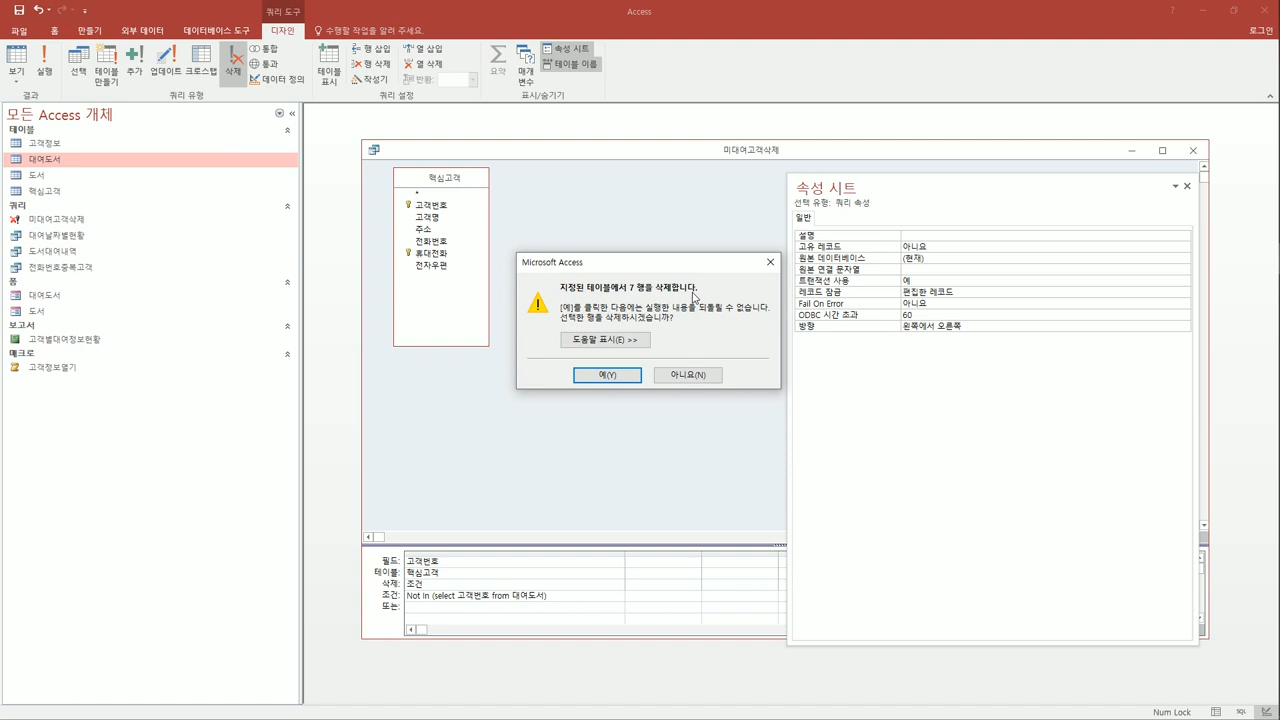 쿼리 도구
Access
파일 홈 만들기 외부 데이터 데이터베이스 도구 디자인 수행할 작업을 알려 주세요.
로그인
보기 실행 선택 테이블 만들기 추가 업데이트 크로스탭 삭제
통합
통과
데이터 정의
테이블 표시
행 삽입
행 삭제
작성기
열 삽입
열 삭제
반환:
요약
매개 변수
속성 시트
테이블 이름
결과 쿼리 유형 쿼리 설정 표시/숨기기
모든 Access 개체
테이블
고객정보
대여도서
도서
핵심고객
쿼리
미대여고객삭제
대여날짜별현황
도서대여내역
전화번호중복고객
폼
대여도서
도서
보고서
고객별대여정보현황
매크로
고객정보열기
미대여고객삭제
핵심고객
*
고객번호
고객명
주소
전화번호
휴대전화
전자우편
Microsoft Access
지정된 테이블에서 7 행을 삭제합니다.
[예]를 클릭한 다음에는 실행한 내용을 되돌릴 수 없습니다.
선택한 행을 삭제하시겠습니까?
도움말 표시(E) >>
예(Y) 아니요(N)
속성 시트
선택 유형: 쿼리 속성
일반
설명
고유 레코드 아니요
원본 데이터베이스 (현재)
원본 연결 문자열
트랜잭션 사용 예
레코드 잠금 편집한 레코드
Fail On Error 아니요
ODBC 시간 초과 60
방향 왼쪽에서 오른쪽
필드: 고객번호
테이블: 핵심고객
삭제: 조건
조건: Not In (select 고객번호 from 대여도서)
또는:
Num Lock
SQL